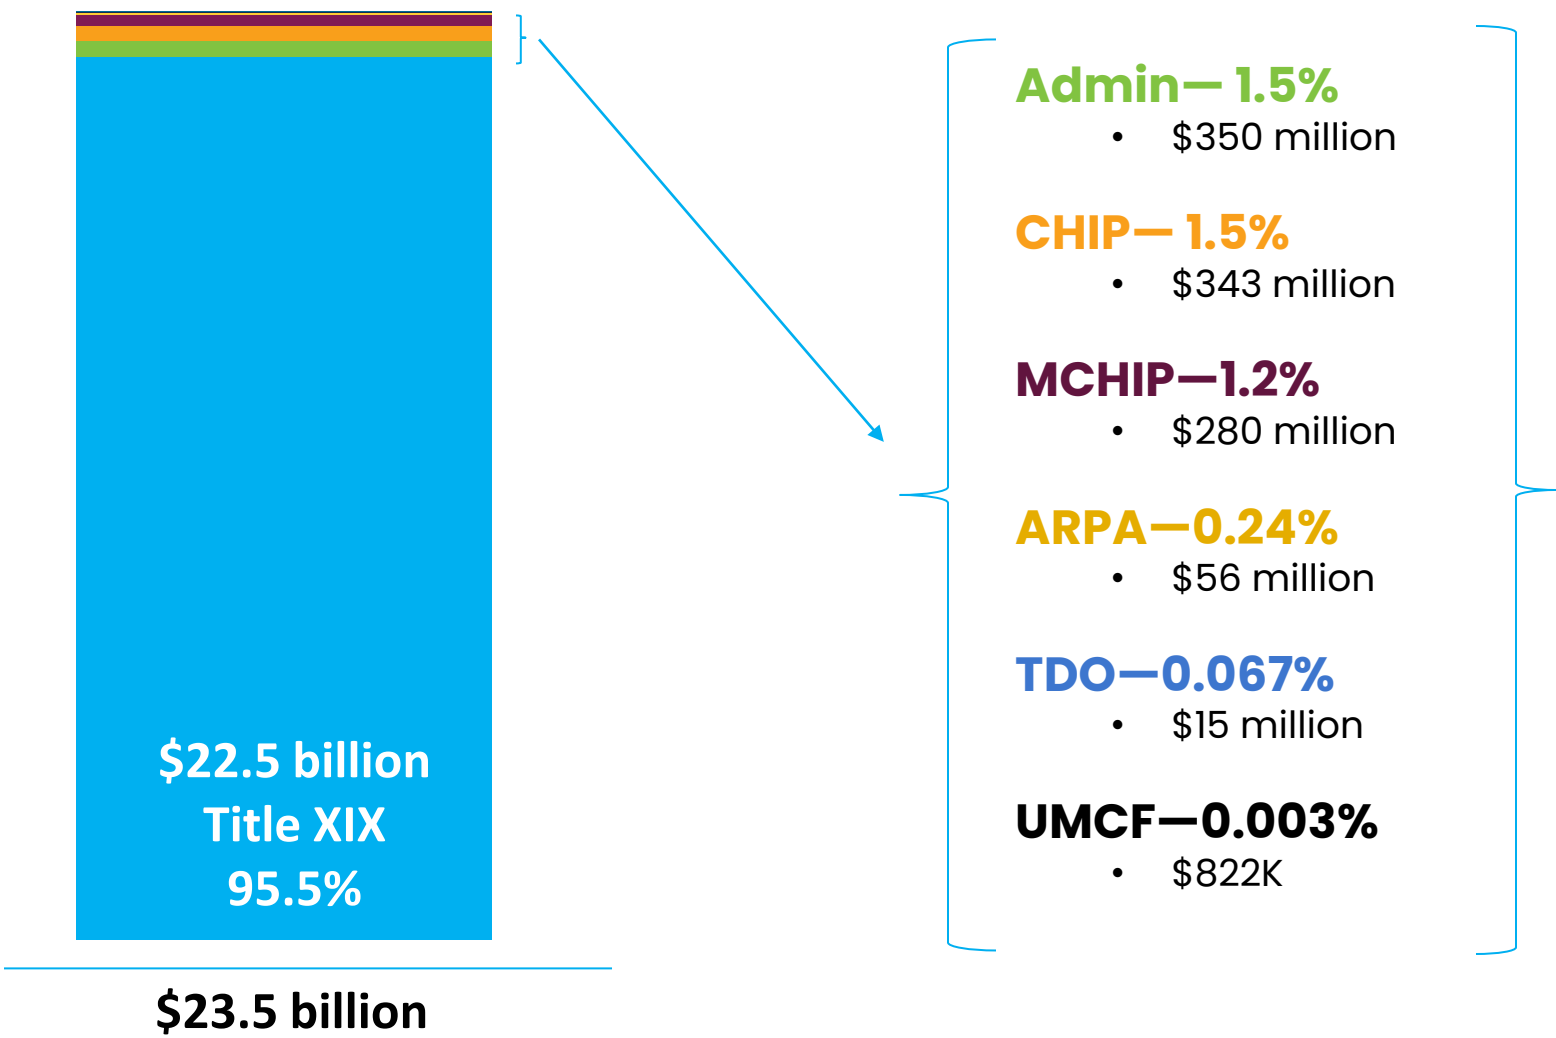 $22.5 billion
Title XIX
95.5%
$23.5 billion
Admin— 1.5%
• $350 million
CHIP— 1.5%
• $343 million
MCHIP—1.2%
• $280 million
ARPA—0.24%
• $56 million
TDO—0.067%
• $15 million
UMCF—0.003%
• $822K